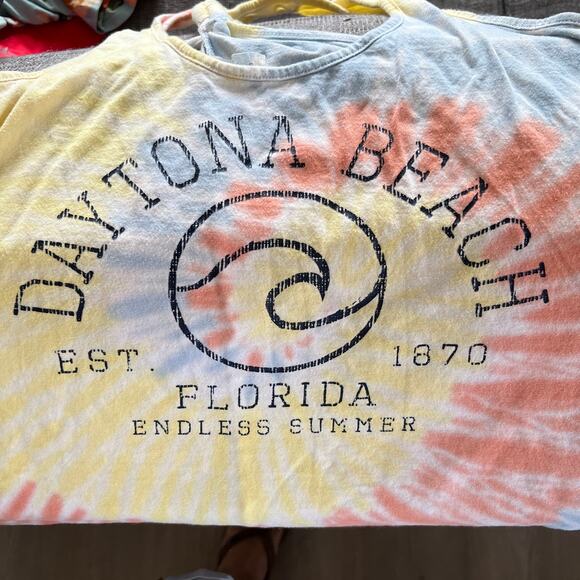 DAYTONA BEACH
EST. 1870
FLORIDA
ENDLESS SUMMER